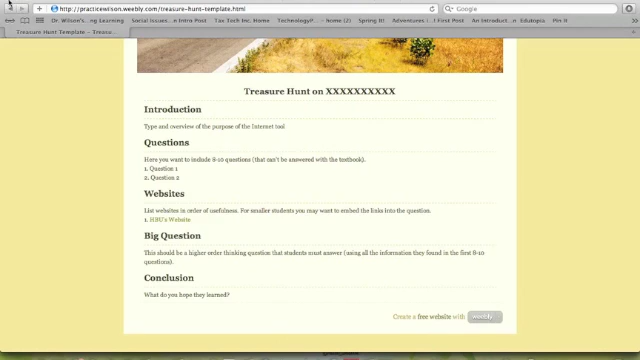 http://practicewilson.weebly.com/treasure-hunt-template.html
Google
Dr. Wilson's...ng Learning Social Issues...n Intro Post Tax Tech Inc. Home TechnologyP... Spring II! Adventures...First Post An Introduct... Edutopia Pin It
Treasure Hunt Template - Treasure...
Treasure Hunt on XXXXXXXXXX
Introduction
Type and overview of the purpose of the Internet tool
Questions
Here you want to include 8-10 questions (that can't be answered with the textbook).
1. Question 1
2. Question 2
Websites
List websites in order of usefulness. For smaller students you may want to embed the links into the question.
1. HBU's Website
Big Question
This should be a higher order thinking question that students must answer (using all the information they found in the first 8-10
questions).
Conclusion
What do you hope they learned?
Create a free website with weebly